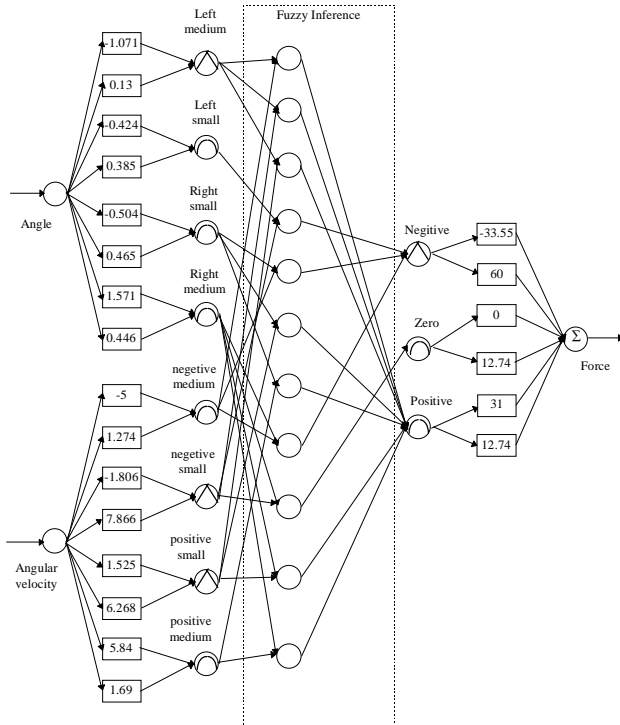 Left
medium
Fuzzy Inference
-1.071
0.13
Left
small
-0.424
0.385
Angle
Right
small
-0.504
0.465
Right
medium
1.571
0.446
negetive
medium
-5
1.274
negetive
small
-1.806
7.866
Angular
velocity
positive
small
1.525
6.268
positive
medium
5.84
1.69
Negitive
-33.55
60
Zero
0
12.74
Positive
31
12.74
Σ
Force